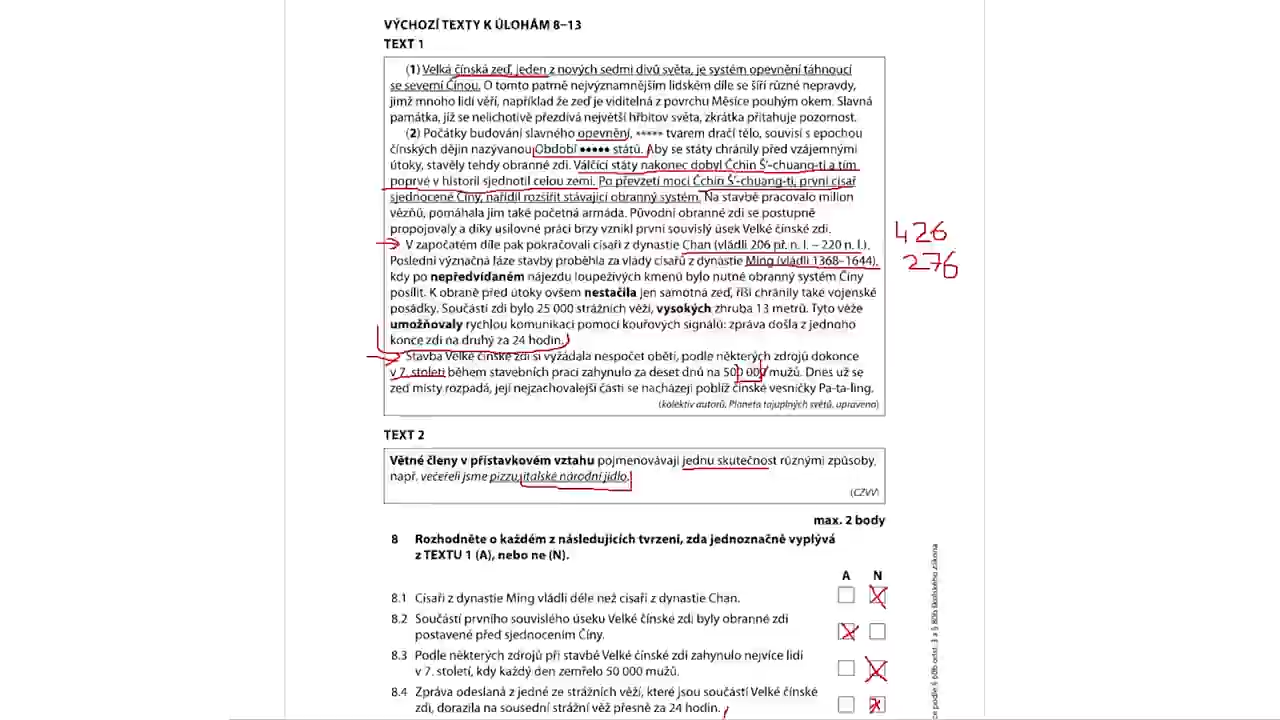 VÝCHOZÍ TEXTY K ÚLOHÁM 8–13
TEXT 1
(1) Velká čínská zeď, jeden z nových sedmi divů světa, je systém opevnění táhnoucí
se severní Čínou. O tomto patrně nejvýznamnějším lidském díle se šíří různé nepravdy,
jimž mnoho lidí věří, například že zeď je viditelná z povrchu Měsíce pouhým okem. Slavná
památka, jíž se nelichotivě přezdívá největší hřbitov světa, zkrátka přitahuje pozornost.
(2) Počátky budování slavného opevnění, ***** tvarem dračí tělo, souvisí s epochou
čínských dějin nazývanou Období ●●●●● států. Aby se státy chránily před vzájemnými
útoky, stavěly tehdy obranné zdi. Válčící státy nakonec dobyl Čchin Š'-chuang-ti a tím
poprvé v historii sjednotil celou zemi. Po převzetí moci Čchin Š'-chuang-ti, první císař
sjednocené Číny, nařídil rozšířit stávající obranný systém. Na stavbě pracovalo milion
vězňů, pomáhala jim také početná armáda. Původní obranné zdi se postupně
propojovaly a díky usilovné práci brzy vznikl první souvislý úsek Velké čínské zdi.
V započatém díle pak pokračovali císaři z dynastie Chan (vládli 206 př. n. l. – 220 n. l.).
Poslední význačná fáze stavby proběhla za vlády císařů z dynastie Ming (vládli 1368–1644),
kdy po nepředvídaném nájezdu loupeživých kmenů bylo nutné obranný systém Číny
posílit. K obraně před útoky ovšem nestačila jen samotná zeď, říši chránily také vojenské
posádky. Součástí zdi bylo 25 000 strážních věží, vysokých zhruba 13 metrů. Tyto věže
umožňovaly rychlou komunikaci pomocí kouřových signálů: zpráva došla z jednoho
konce zdi na druhý za 24 hodin.
Stavba Velké čínské zdi si vyžádala nespočet obětí, podle některých zdrojů dokonce
v 7. století během stavebních prací zahynulo za deset dnů na 500 000 mužů. Dnes už se
zeď místy rozpadá, její nejzachovalejší části se nacházejí poblíž čínské vesničky Pa-ta-ling.
(kolektiv autorů, Planeta tajuplných světů, upraveno)
426
276
TEXT 2
Větné členy v přístavkovém vztahu pojmenovávají jednu skutečnost různými způsoby,
např. večeřeli jsme pizzu, italské národní jídlo.
(CZVV)
max. 2 body
8 Rozhodněte o každém z následujících tvrzení, zda jednoznačně vyplývá
z TEXTU 1 (A), nebo ne (N).
A N
8.1 Císaři z dynastie Ming vládli déle než císaři z dynastie Chan.
8.2 Součástí prvního souvislého úseku Velké čínské zdi byly obranné zdi
postavené před sjednocením Číny.
8.3 Podle některých zdrojů při stavbě Velké čínské zdi zahynulo nejvíce lidí
v 7. století, kdy každý den zemřelo 50 000 mužů.
8.4 Zpráva odeslaná z jedné ze strážních věží, které jsou součástí Velké čínské
zdi, dorazila na sousední strážní věž přesně za 24 hodin.
ce podle § 60b odst. 3 a § 80b školského zákona